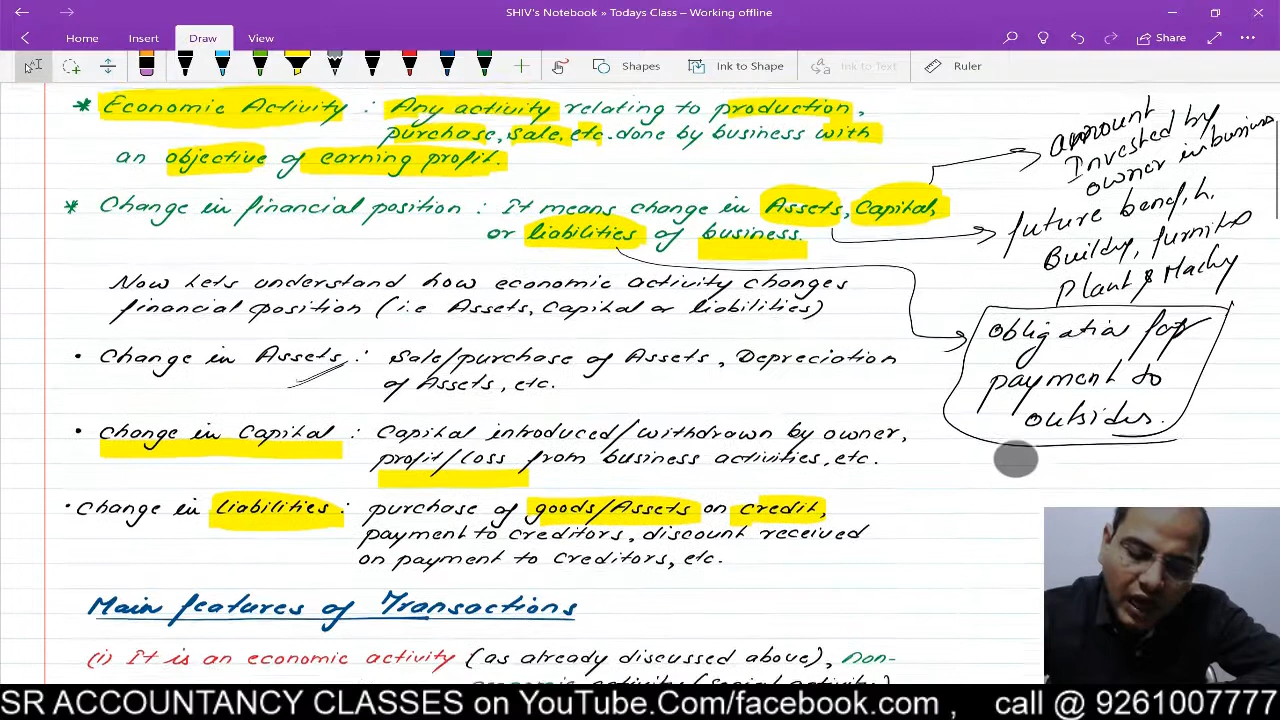 SHIV's Notebook » Todays Class – Working offline
Home Insert Draw View
Share
Shapes Ink to Shape Ink to Text Ruler
* Economic Activity : Any activity relating to production,
purchase, sale, etc. done by business with
an objective of earning profit.
* Change in financial position : It means change in Assets, Capital,
or liabilities of business.
Now Lets understand how economic activity changes
financial position (i.e Assets, Capital or liabilities)
• Change in Assets : Sale/purchase of Assets, Depreciation
of Assets, etc.
• Change in Capital : Capital introduced/withdrawn by owner,
profit/loss from business activities, etc.
• Change in liabilities : purchase of goods/Assets on credit,
payment to creditors, discount received
on payment to creditors, etc.
Main features of Transactions
(i) It is an economic activity (as already discussed above), non-
economic activity (social activity)
amount
Invested by
owner in business
future benefit.
Buildg, furnite
Plant & Machy
obligation for
payment to
outsides.
SR ACCOUNTANCY CLASSES on YouTube.Com/facebook.com , call @ 9261007777